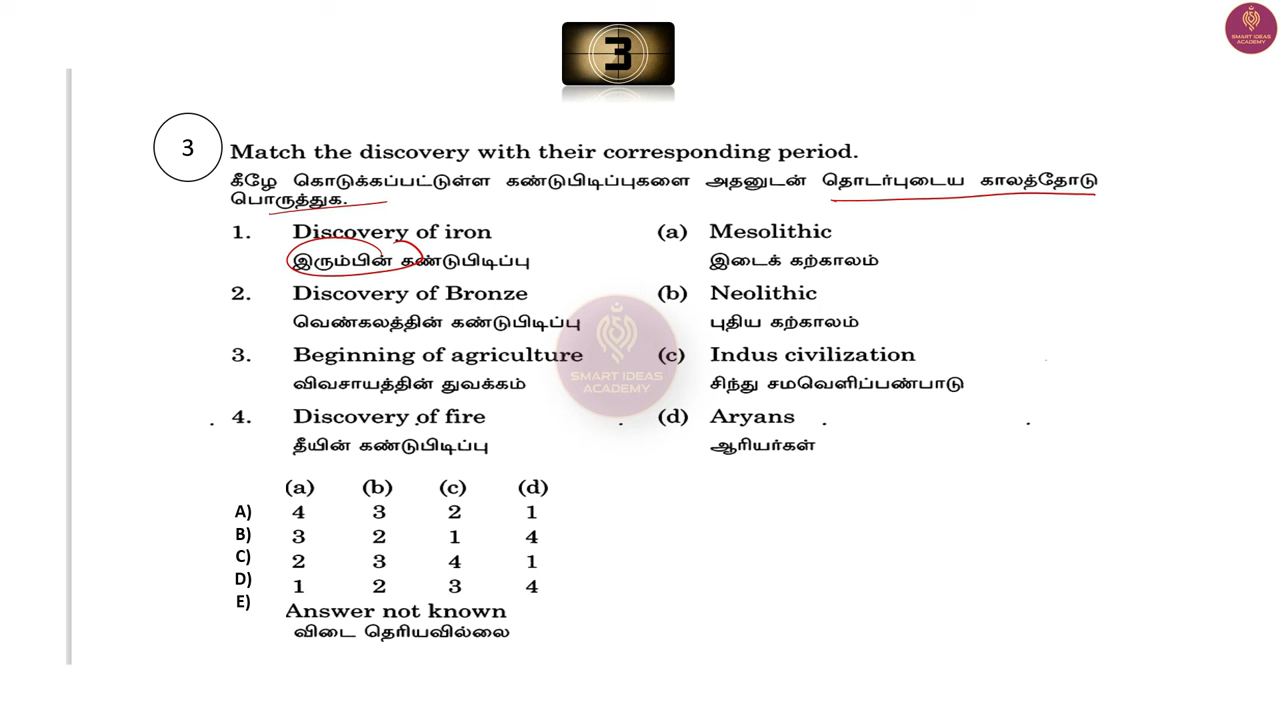 SMART IDEAS
ACADEMY
3
3
Match the discovery with their corresponding period.
கீழே கொடுக்கப்பட்டுள்ள கண்டுபிடிப்புகளை அதனுடன் தொடர்புடைய காலத்தோடு
பொருத்துக.
1. Discovery of iron (a) Mesolithic
இரும்பின் கண்டுபிடிப்பு இடைக் கற்காலம்
2. Discovery of Bronze (b) Neolithic
வெண்கலத்தின் கண்டுபிடிப்பு புதிய கற்காலம்
3. Beginning of agriculture (c) Indus civilization
விவசாயத்தின் துவக்கம் சிந்து சமவெளிப்பண்பாடு
SMART IDEAS
ACADEMY
4. Discovery of fire (d) Aryans
தீயின் கண்டுபிடிப்பு ஆரியர்கள்
(a) (b) (c) (d)
A) 4 3 2 1
B) 3 2 1 4
C) 2 3 4 1
D) 1 2 3 4
E) Answer not known
விடை தெரியவில்லை